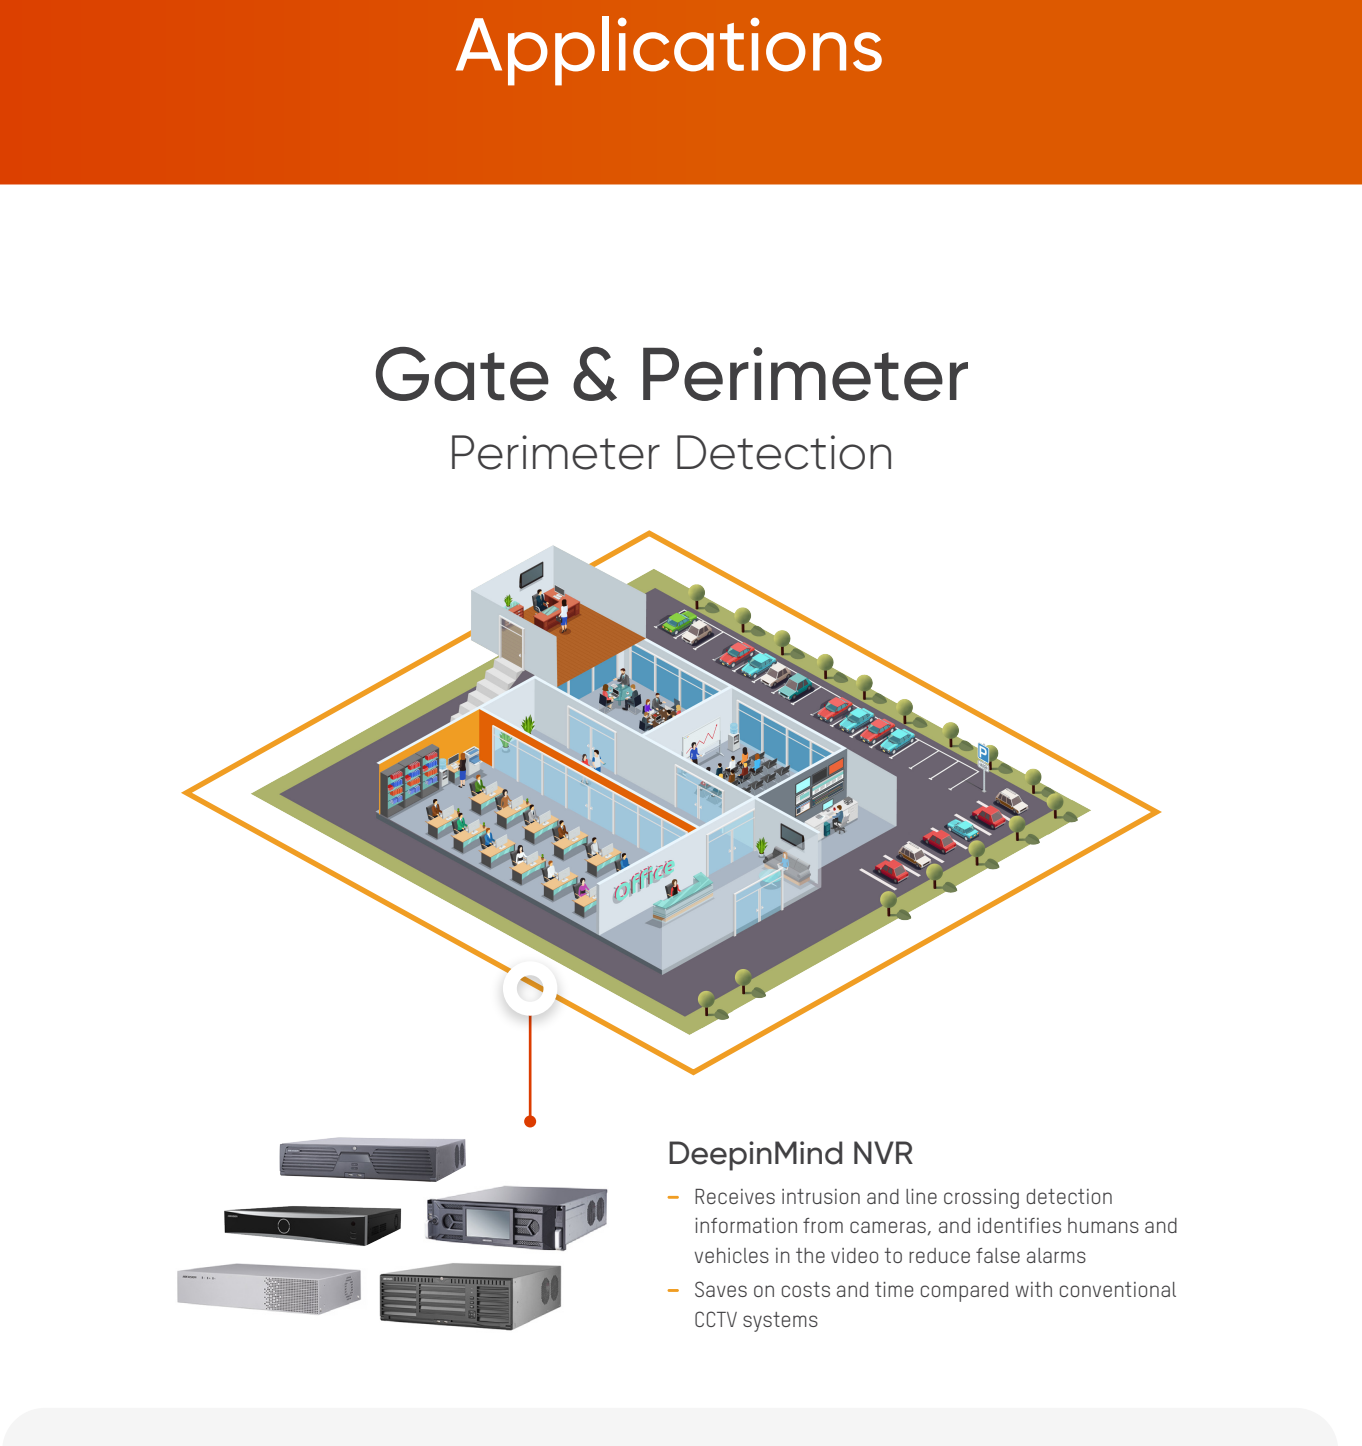 Applications
Gate & Perimeter
Perimeter Detection
P
office
DeepinMind NVR
– Receives intrusion and line crossing detection
information from cameras, and identifies humans and
vehicles in the video to reduce false alarms
– Saves on costs and time compared with conventional
CCTV systems